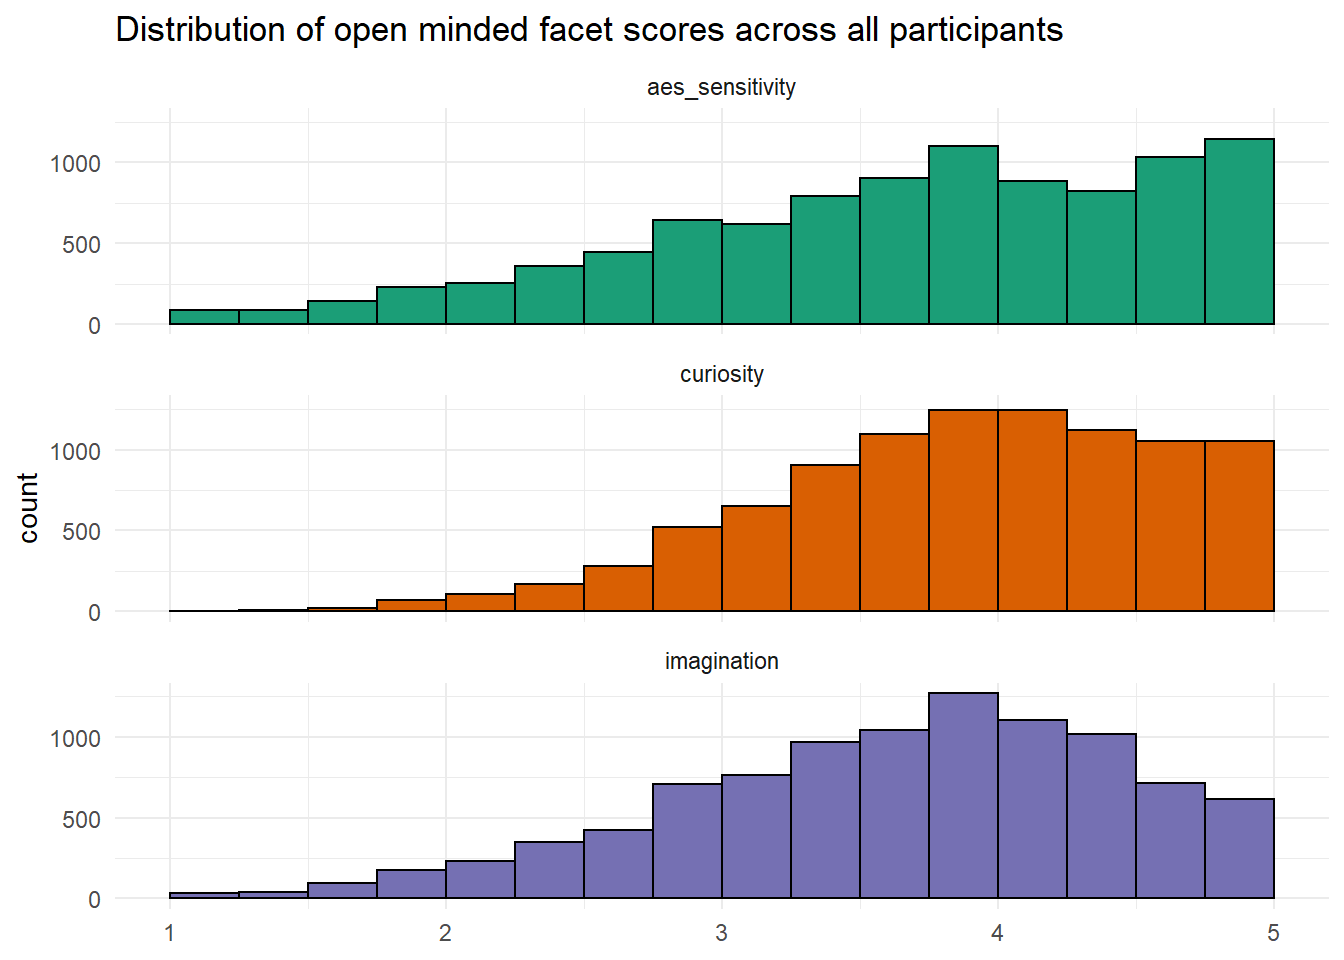 Distribution of open minded facet scores across all participants
aes_sensitivity
1000
500
0
curiosity
1000
500
0
count
imagination
1000
500
0
1 2 3 4 5